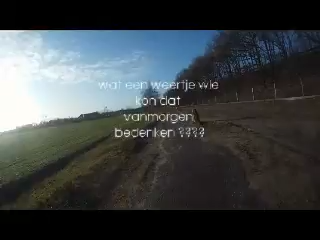 wat een weertje wie
kon dat
vanmorgen
bedenken ????